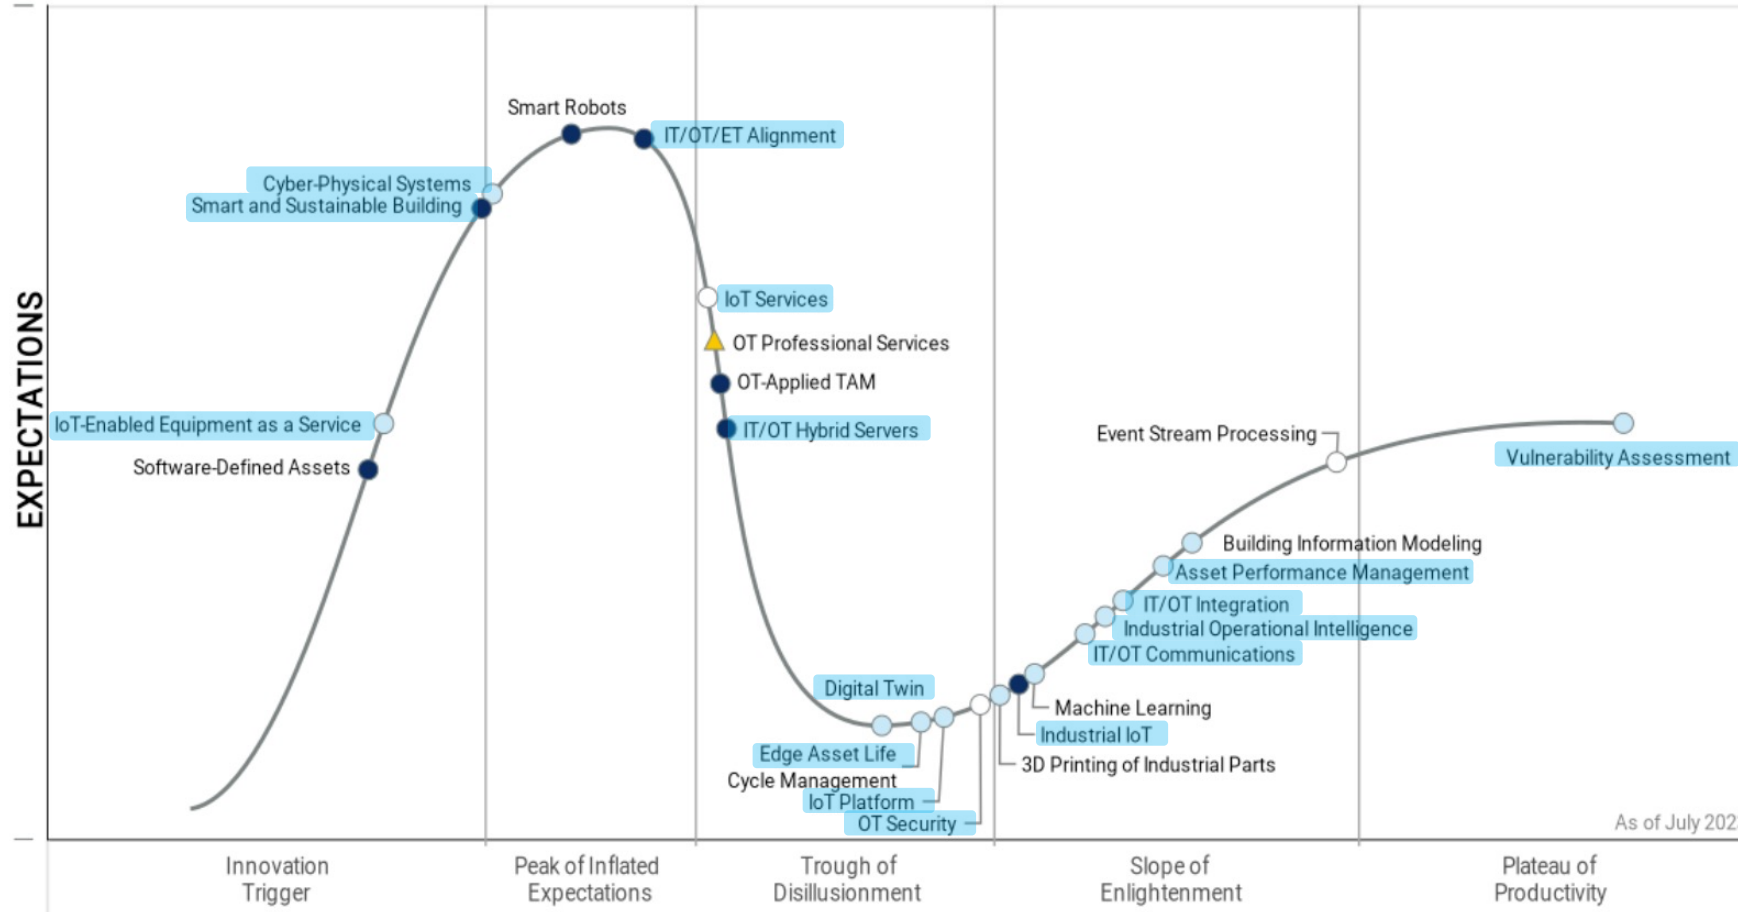 Smart Robots
IT/OT/ET Alignment
Cyber-Physical Systems
Smart and Sustainable Building
IoT Services
OT Professional Services
OT-Applied TAM
IoT-Enabled Equipment as a Service
IT/OT Hybrid Servers
Software-Defined Assets
EXPECTATIONS
Event Stream Processing
Vulnerability Assessment
Building Information Modeling
Asset Performance Management
IT/OT Integration
Industrial Operational Intelligence
IT/OT Communications
Digital Twin
Machine Learning
Industrial IoT
Edge Asset Life
Cycle Management
3D Printing of Industrial Parts
IoT Platform
OT Security
As of July
Innovation
Trigger
Peak of Inflated
Expectations
Trough of
Disillusionment
Slope of
Enlightenment
Plateau of
Productivity